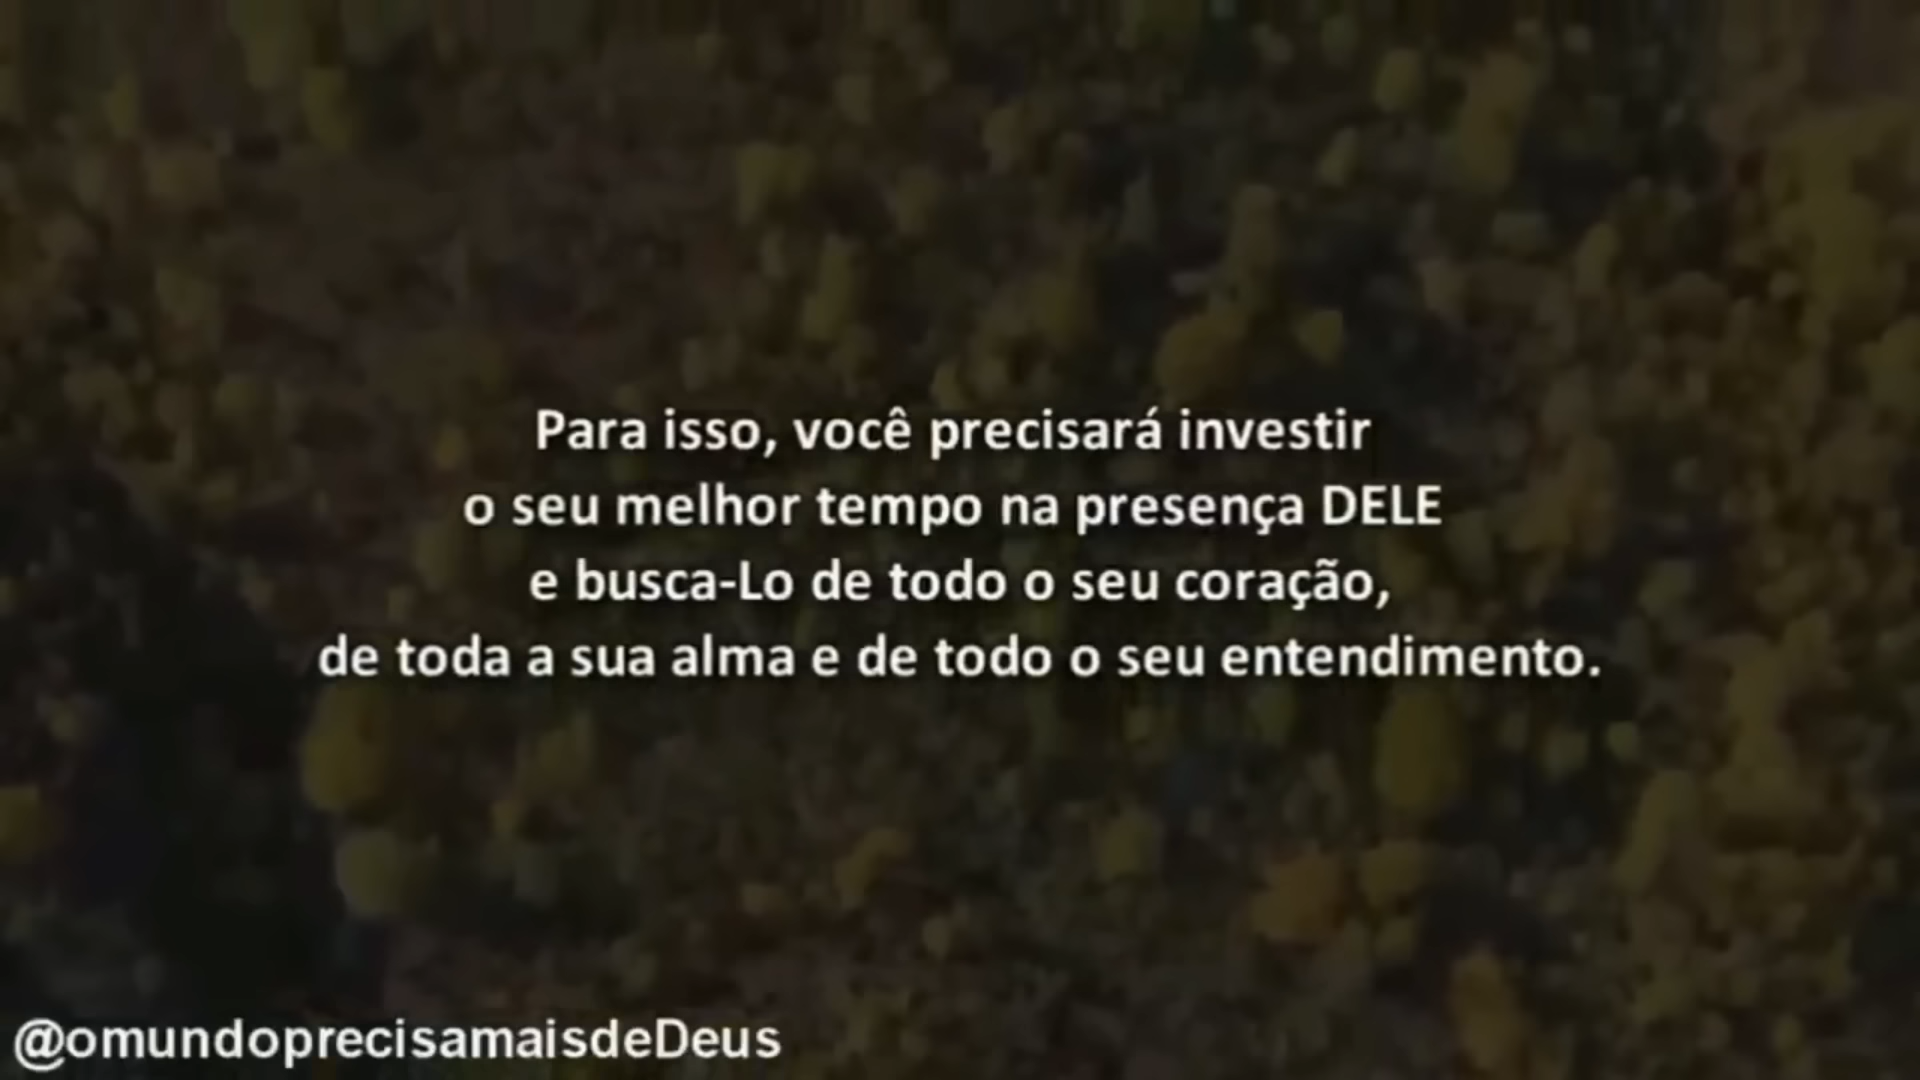 Para isso, você precisará investir
o seu melhor tempo na presença DELE
e busca-Lo de todo o seu coração,
de toda a sua alma e de todo o seu entendimento.
@omundoprecisamaisdeDeus